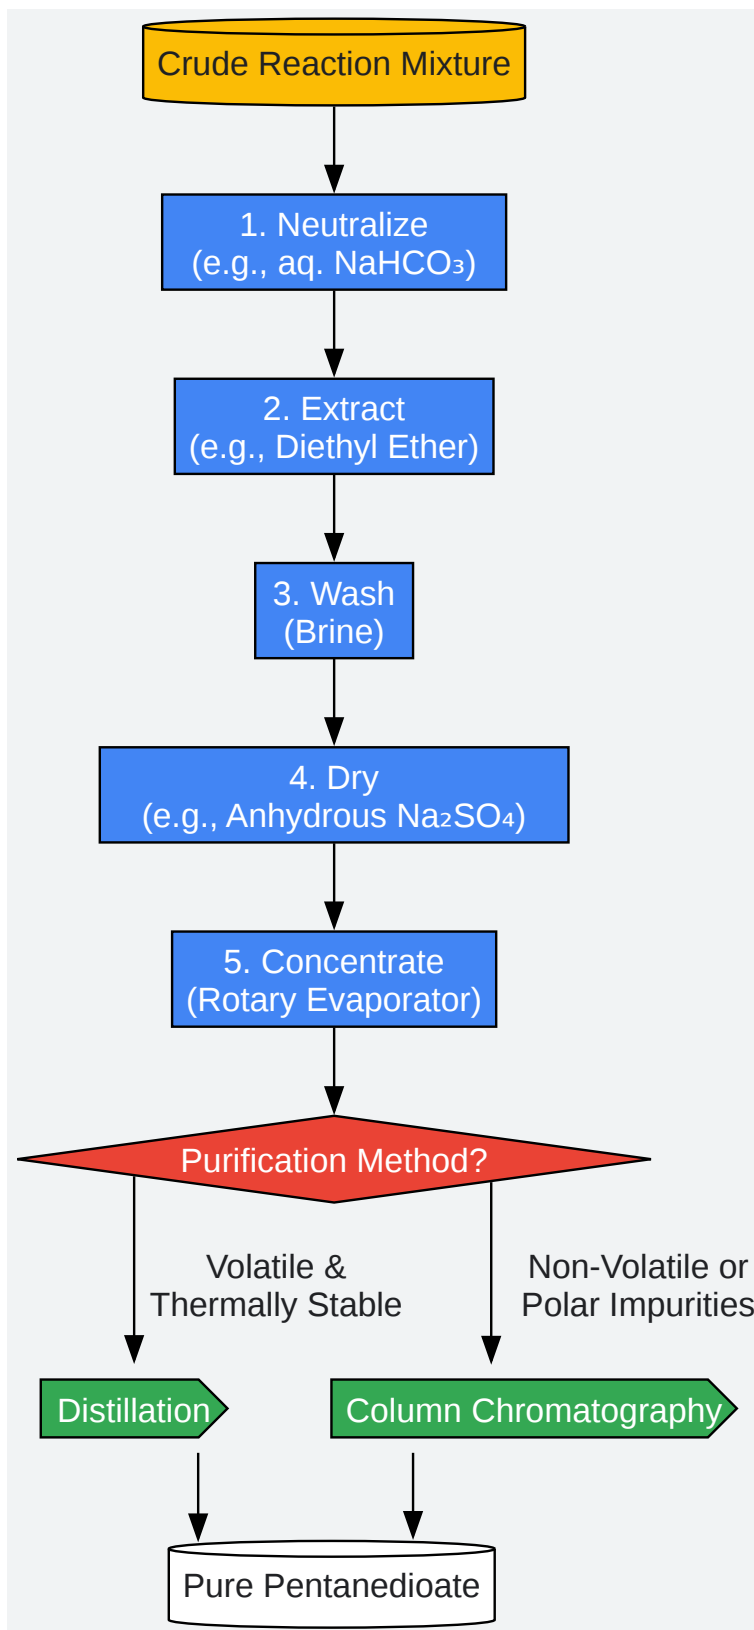 Crude Reaction Mixture
1. Neutralize
(e.g., aq. NaHCO₃)
2. Extract
(e.g., Diethyl Ether)
3. Wash
(Brine)
4. Dry
(e.g., Anhydrous Na₂SO₄)
5. Concentrate
(Rotary Evaporator)
Purification Method?
Volatile &
Thermally Stable
Non-Volatile or
Polar Impurities
Distillation
Column Chromatography
Pure Pentanedioate